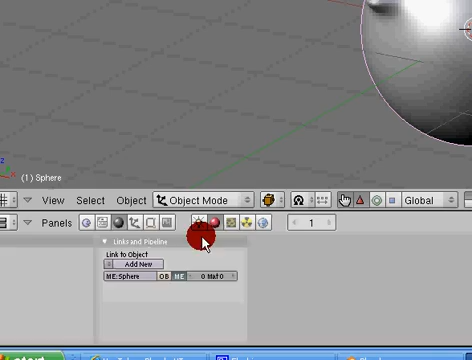 z
x
(1) Sphere
View Select Object Object Mode Global
Panels 1
Links and Pipeline
Link to Object
Add New
ME:Sphere OB ME 0 Mat 0
start